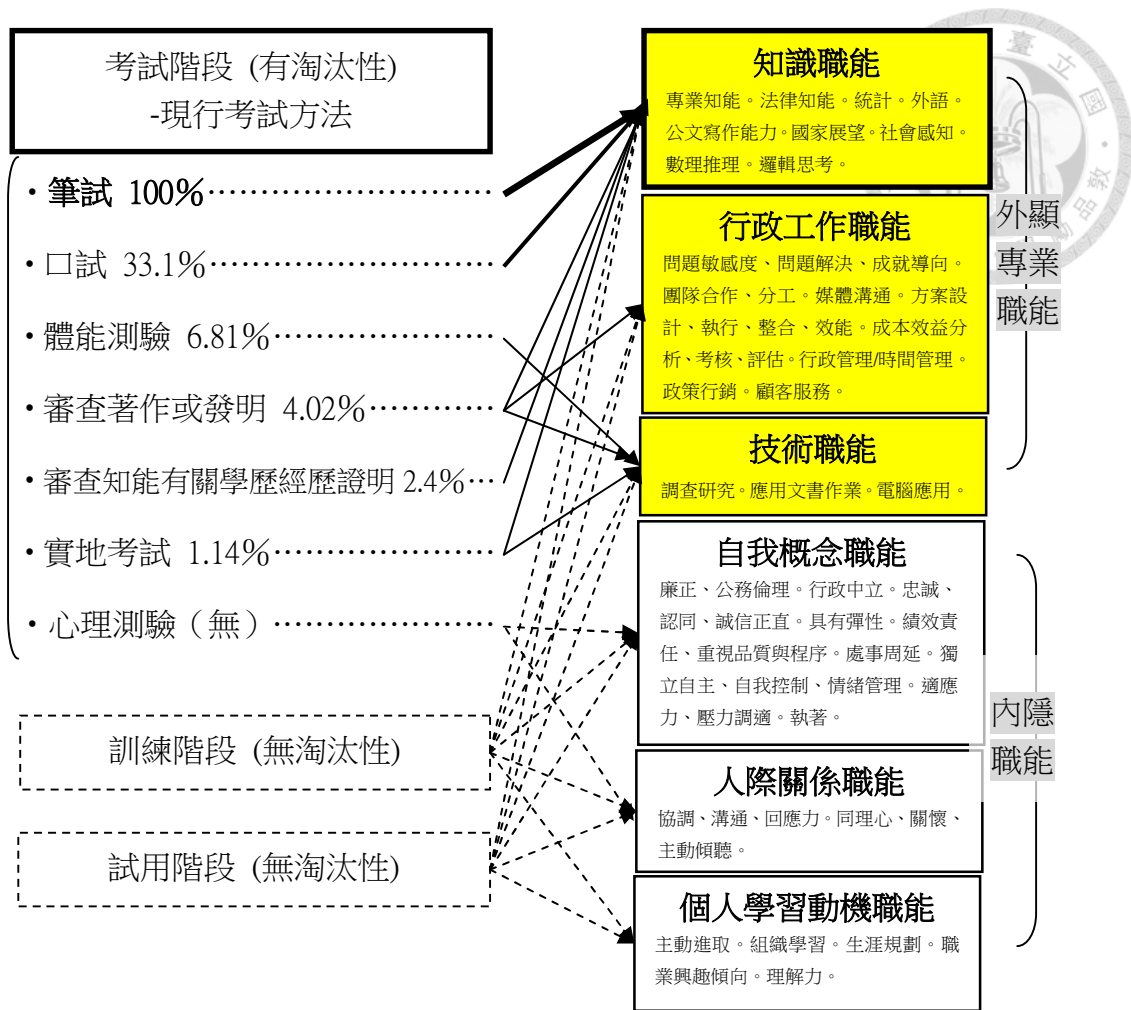 考試階段 (有淘汰性)
-現行考試方法
・筆試 100%
・口試 33.1%
・體能測驗 6.81%
・審查著作或發明 4.02%
・審查知能有關學歷經歷證明 2.4%
・實地考試 1.14%
・心理測驗（無）
訓練階段 (無淘汰性)
試用階段 (無淘汰性)
知識職能
專業知能。法律知能。統計。外語。
公文寫作能力。國家展望。社會感知。
數理推理。邏輯思考。
行政工作職能
問題敏感度、問題解決、成就導向。
團隊合作、分工。媒體溝通。方案設
計、執行、整合、效能。成本效益分
析、考核、評估。行政管理/時間管理。
政策行銷。顧客服務。
技術職能
調查研究。應用文書作業。電腦應用。
自我概念職能
廉正、公務倫理。行政中立。忠誠、
認同、誠信正直。具有彈性。績效責
任、重視品質與程序。處事周延。獨
立自主、自我控制、情緒管理。適應
力、壓力調適。執著。
人際關係職能
協調、溝通、回應力。同理心、關懷、
主動傾聽。
個人學習動機職能
主動進取。組織學習。生涯規劃。職
業興趣傾向。理解力。
外顯
專業
職能
內隱
職能
臺立國
品敦